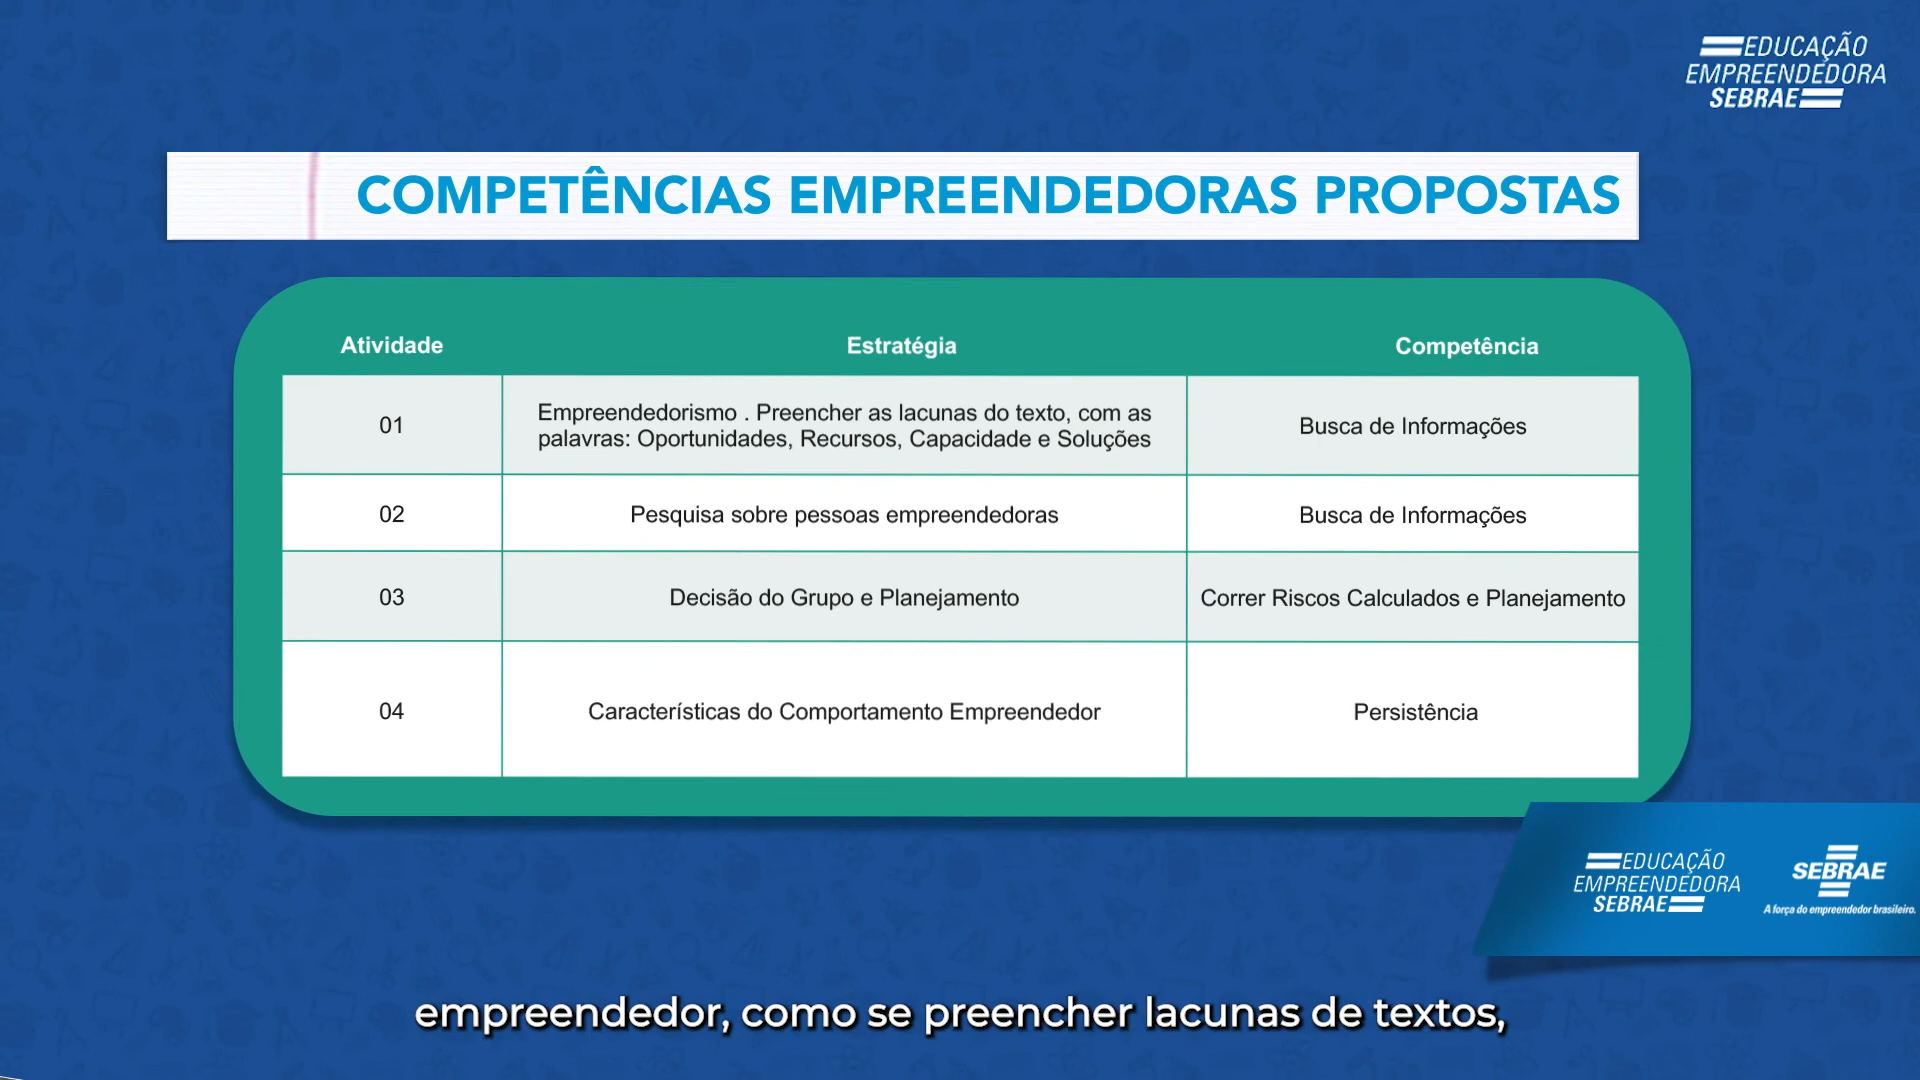 EDUCAÇÃO
EMPREENDEDORA
SEBRAE
COMPETÊNCIAS EMPREENDEDORAS PROPOSTAS
Atividade Estratégia Competência
01
Empreendedorismo . Preencher as lacunas do texto, com as
palavras: Oportunidades, Recursos, Capacidade e Soluções
Busca de Informações
02 Pesquisa sobre pessoas empreendedoras Busca de Informações
03 Decisão do Grupo e Planejamento Correr Riscos Calculados e Planejamento
04 Características do Comportamento Empreendedor Persistência
EDUCAÇÃO
EMPREENDEDORA
SEBRAE
SEBRAE
A força do empreendedor brasileiro.
empreendedor, como se preencher lacunas de textos,